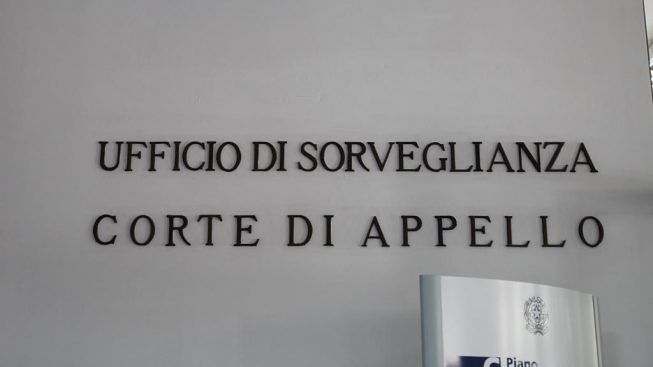 UFFICIO DI SORVEGLIANZA
CORTE DI APPELLO
Piano